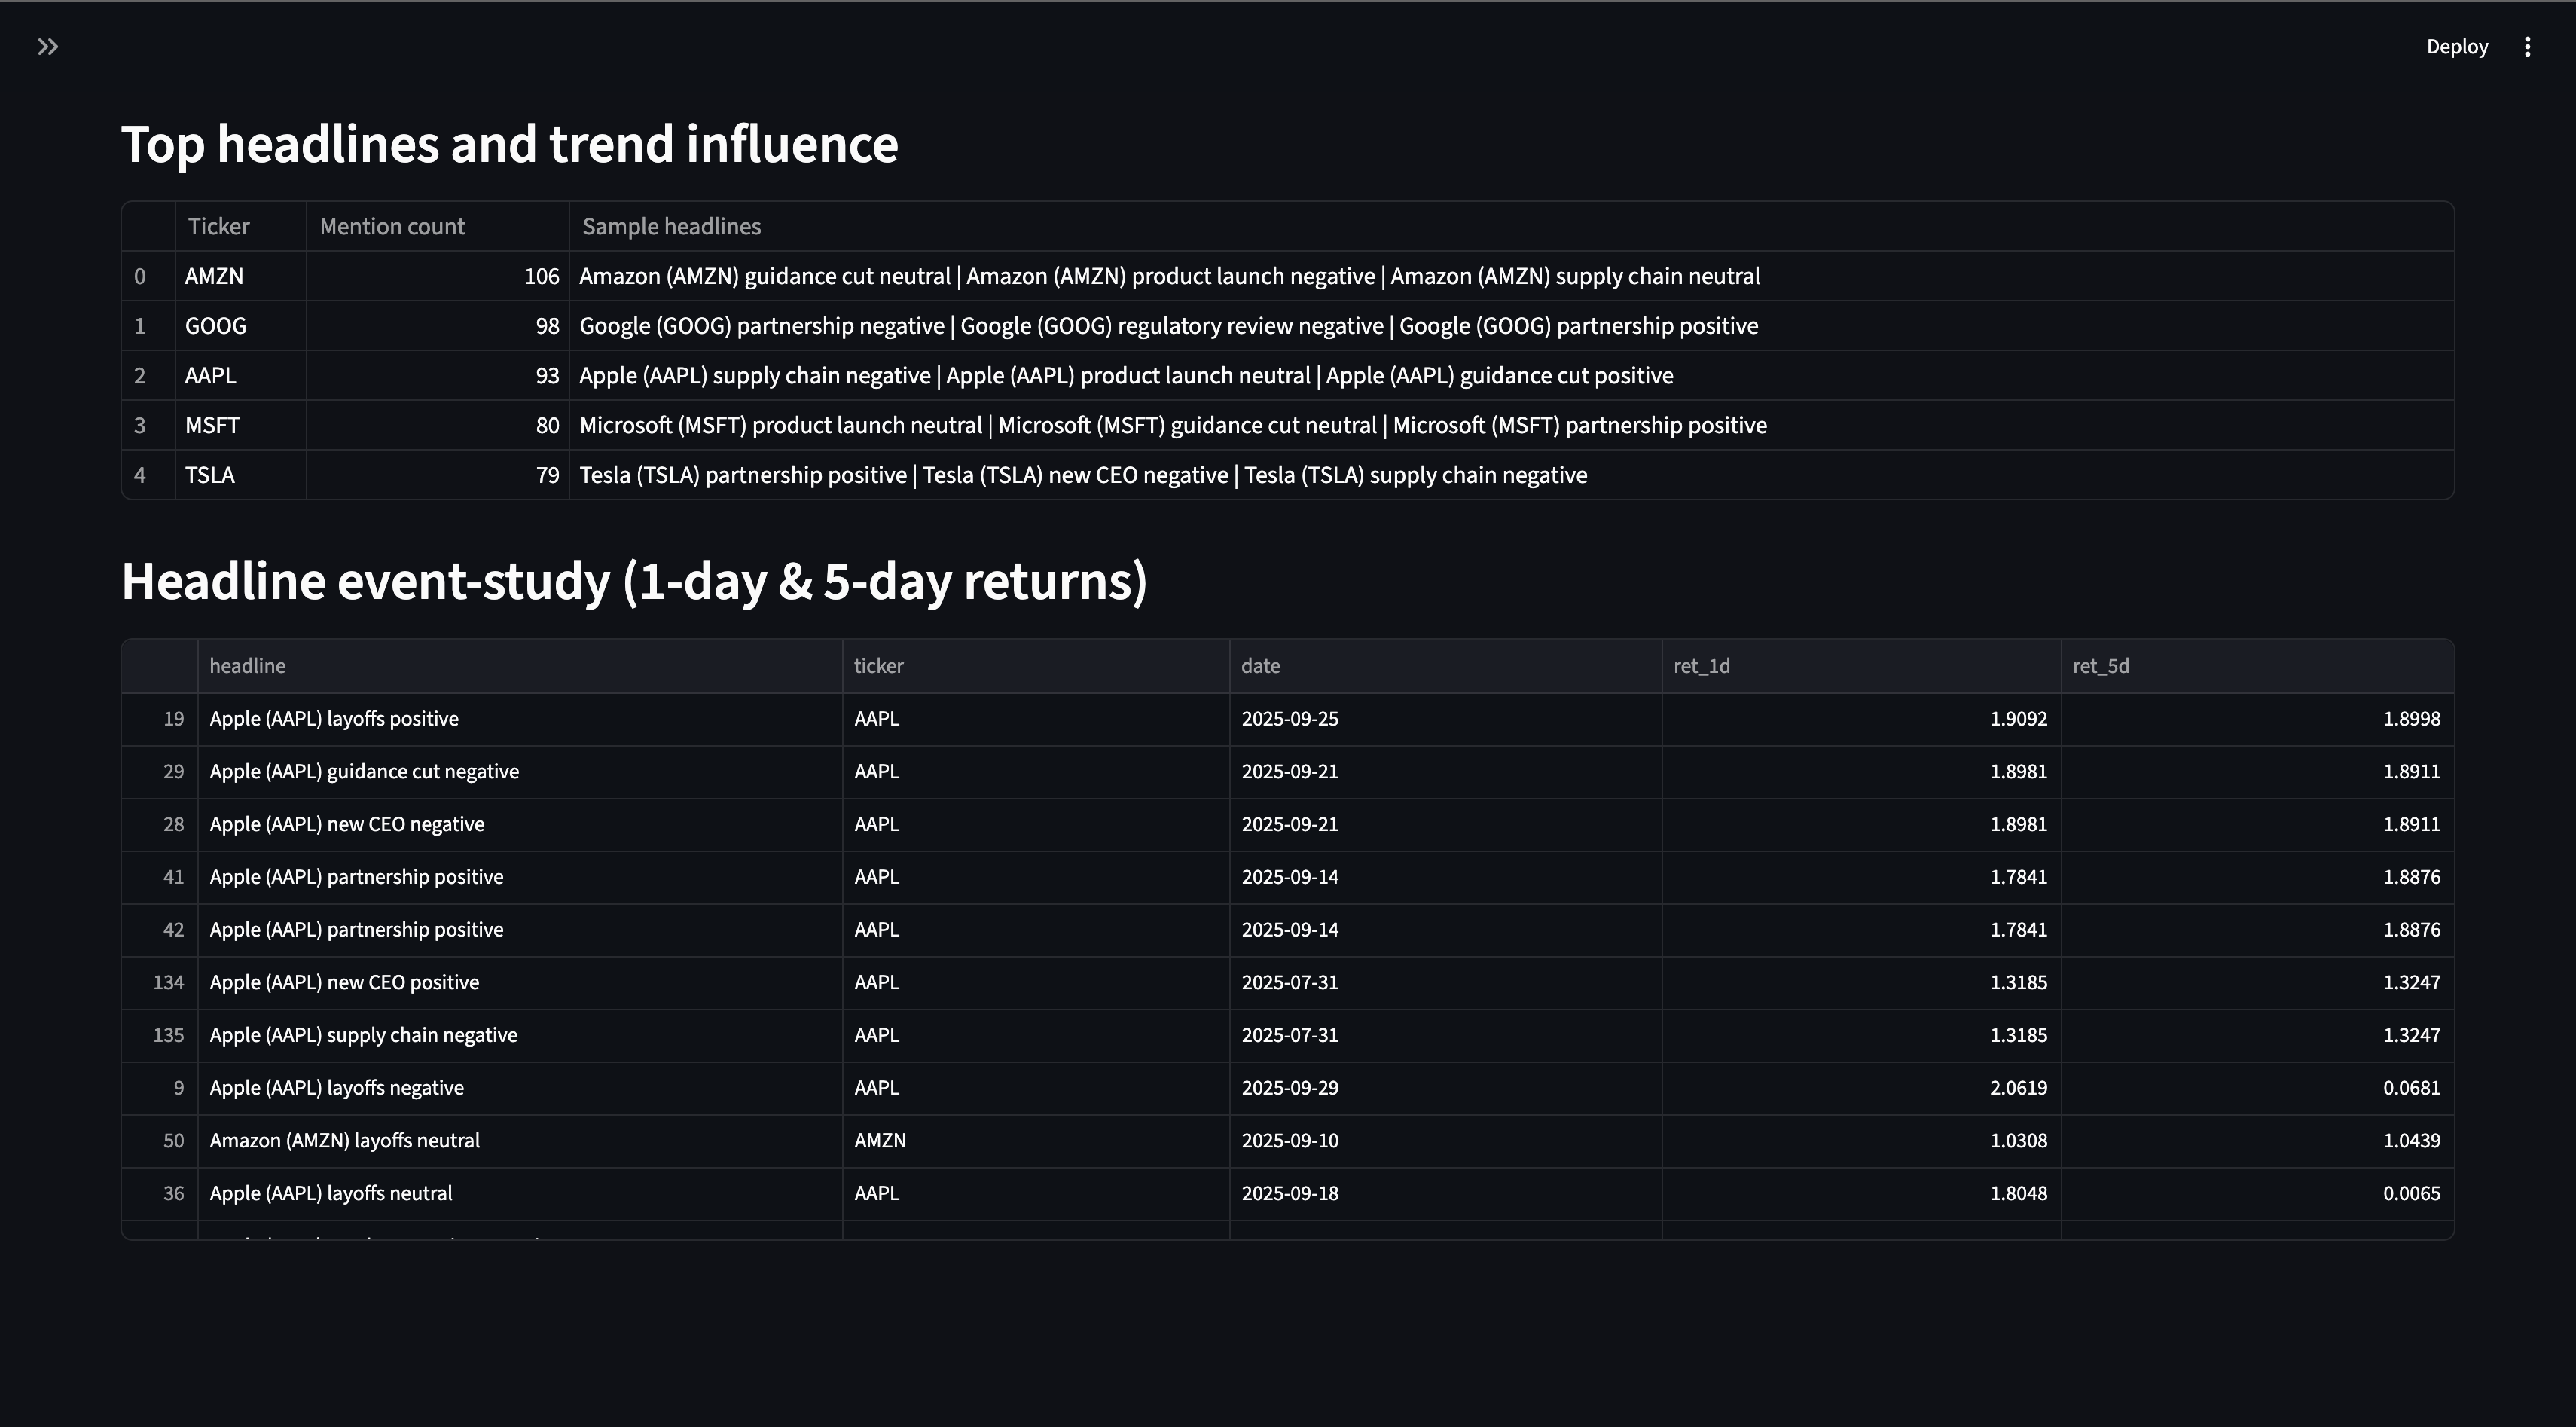 Deploy
Top headlines and trend influence
Ticker Mention count Sample headlines
0 AMZN 106 Amazon (AMZN) guidance cut neutral | Amazon (AMZN) product launch negative | Amazon (AMZN) supply chain neutral
1 GOOG 98 Google (GOOG) partnership negative | Google (GOOG) regulatory review negative | Google (GOOG) partnership positive
2 AAPL 93 Apple (AAPL) supply chain negative | Apple (AAPL) product launch neutral | Apple (AAPL) guidance cut positive
3 MSFT 80 Microsoft (MSFT) product launch neutral | Microsoft (MSFT) guidance cut neutral | Microsoft (MSFT) partnership positive
4 TSLA 79 Tesla (TSLA) partnership positive | Tesla (TSLA) new CEO negative | Tesla (TSLA) supply chain negative
Headline event-study (1-day & 5-day returns)
headline ticker date ret_1d ret_5d
19 Apple (AAPL) layoffs positive AAPL 2025-09-25 1.9092 1.8998
29 Apple (AAPL) guidance cut negative AAPL 2025-09-21 1.8981 1.8911
28 Apple (AAPL) new CEO negative AAPL 2025-09-21 1.8981 1.8911
41 Apple (AAPL) partnership positive AAPL 2025-09-14 1.7841 1.8876
42 Apple (AAPL) partnership positive AAPL 2025-09-14 1.7841 1.8876
134 Apple (AAPL) new CEO positive AAPL 2025-07-31 1.3185 1.3247
135 Apple (AAPL) supply chain negative AAPL 2025-07-31 1.3185 1.3247
9 Apple (AAPL) layoffs negative AAPL 2025-09-29 2.0619 0.0681
50 Amazon (AMZN) layoffs neutral AMZN 2025-09-10 1.0308 1.0439
36 Apple (AAPL) layoffs neutral AAPL 2025-09-18 1.8048 0.0065